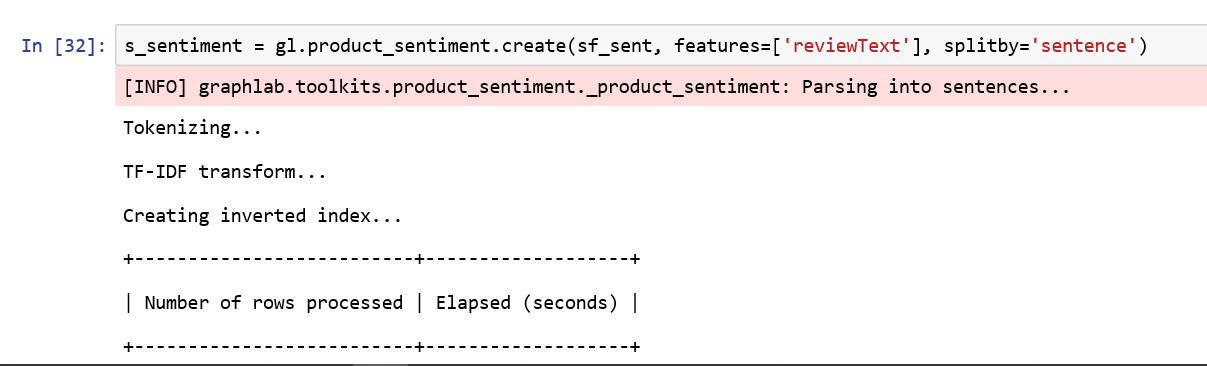 In [32]: s_sentiment = gl.product_sentiment.create(sf_sent, features=['reviewText'], splitby='sentence')
[INFO] graphlab.toolkits.product_sentiment._product_sentiment: Parsing into sentences...
Tokenizing...
TF-IDF transform...
Creating inverted index...
+--------------------------+-------------------+
| Number of rows processed | Elapsed (seconds) |
+--------------------------+-------------------+